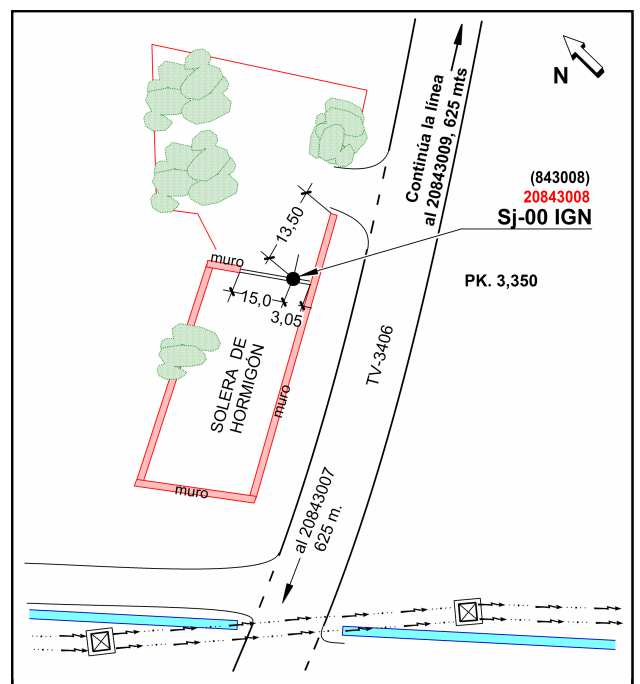 N
Continúa la línea
al 20843009, 625 mts
(843008)
20843008
Sj-00 IGN
13,50
muro
PK. 3,350
15,0
3,05
TV-3406
SOLERA DE
HORMIGÓN
muro
muro
al 20843007
625 m.